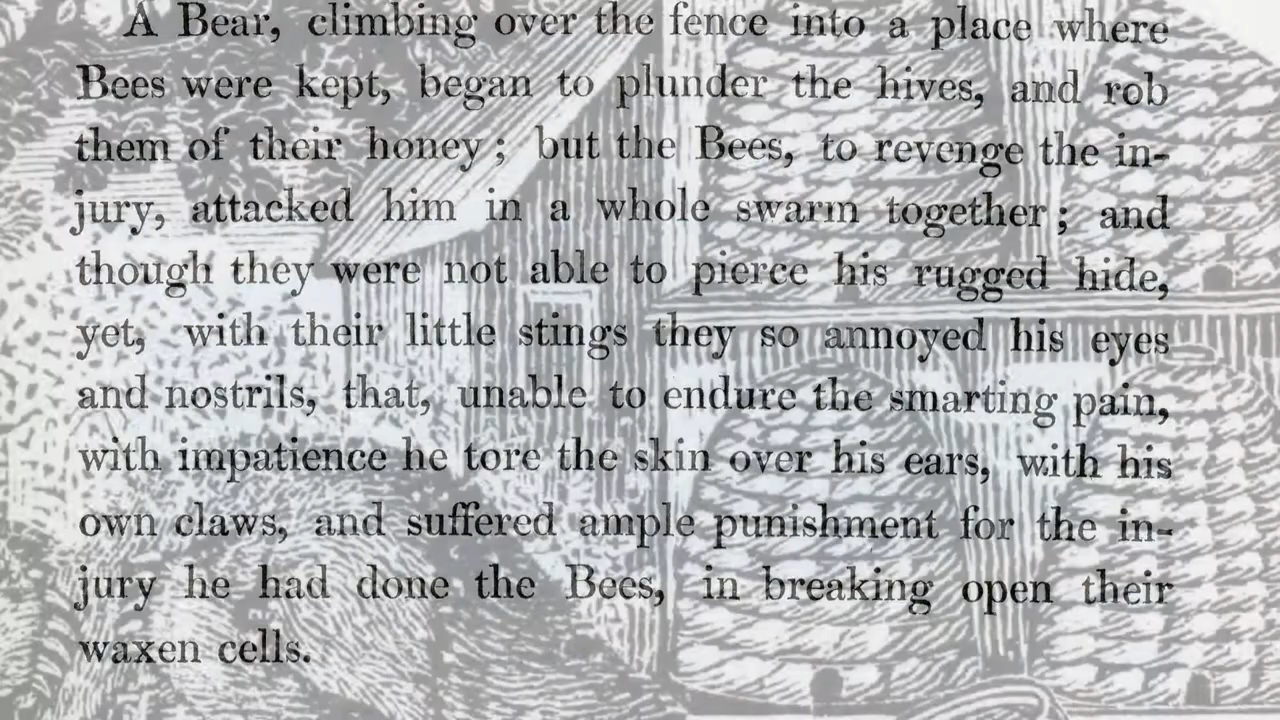 A Bear, climbing over the fence into a place where
Bees were kept, began to plunder the hives, and rob
them of their honey; but the Bees, to revenge the in-
jury, attacked him in a whole swarm together; and
though they were not able to pierce his rugged hide,
yet, with their little stings they so annoyed his eyes
and nostrils, that, unable to endure the smarting pain,
with impatience he tore the skin over his ears, with his
own claws, and suffered ample punishment for the in-
jury he had done the Bees, in breaking open their
waxen cells.